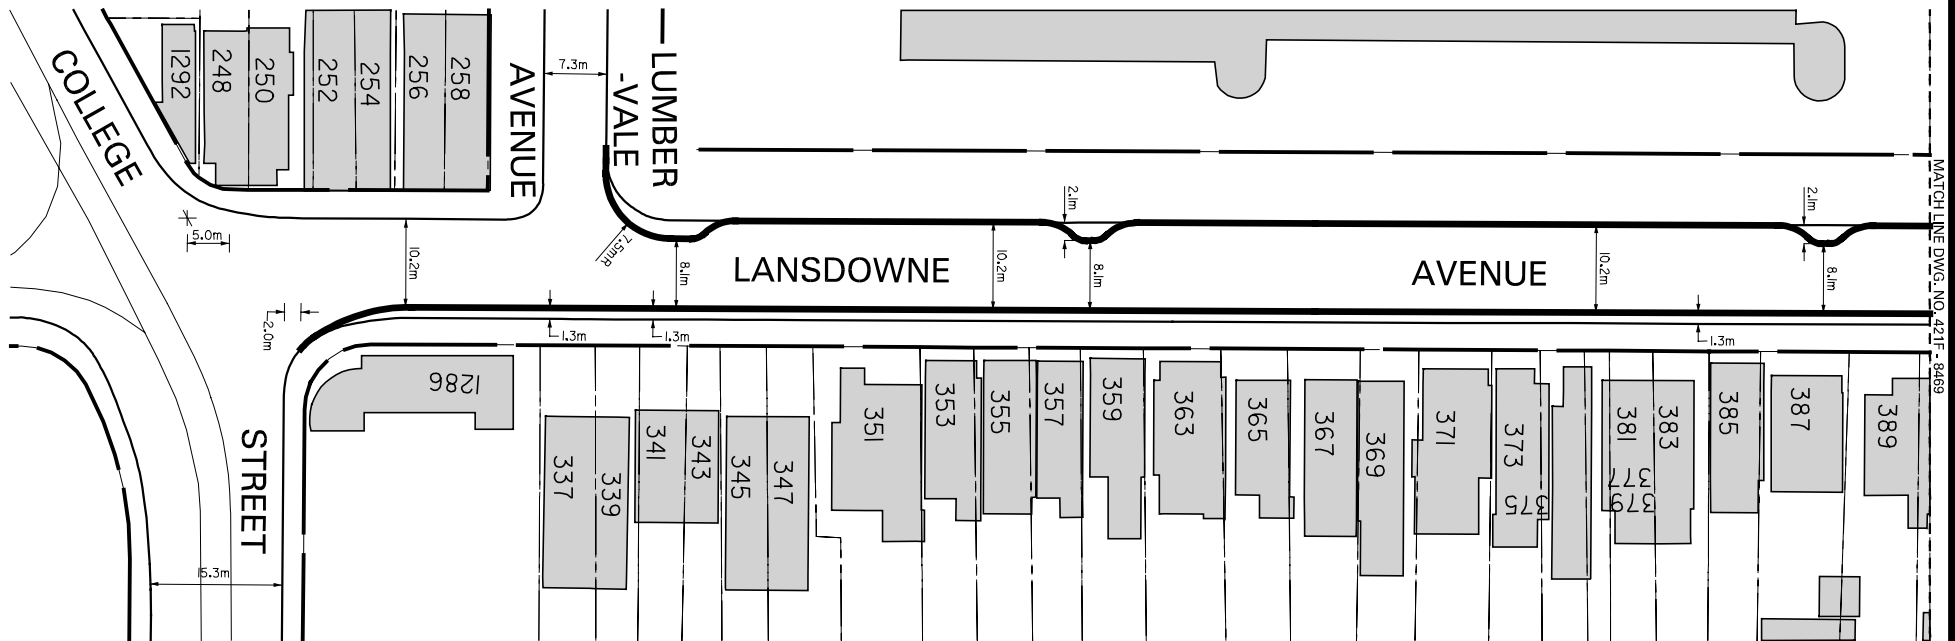 COLLEGE
1292
248
250
252
254
256
258
AVENUE
7.3m
LUMBER
-VALE
5.0m
10.2m
7.5mR
8.1m
LANSDOWNE
10.2m
2.1m
8.1m
AVENUE
10.2m
2.1m
8.1m
MATCH LINE DWG. NO. 421F - 8469
2.0m
1.3m
1.3m
1.3m
1286
STREET
15.3m
337
339
341
343
345
347
351
353
355
357
359
363
365
367
369
371
373
375
381
383
377
379
385
387
389